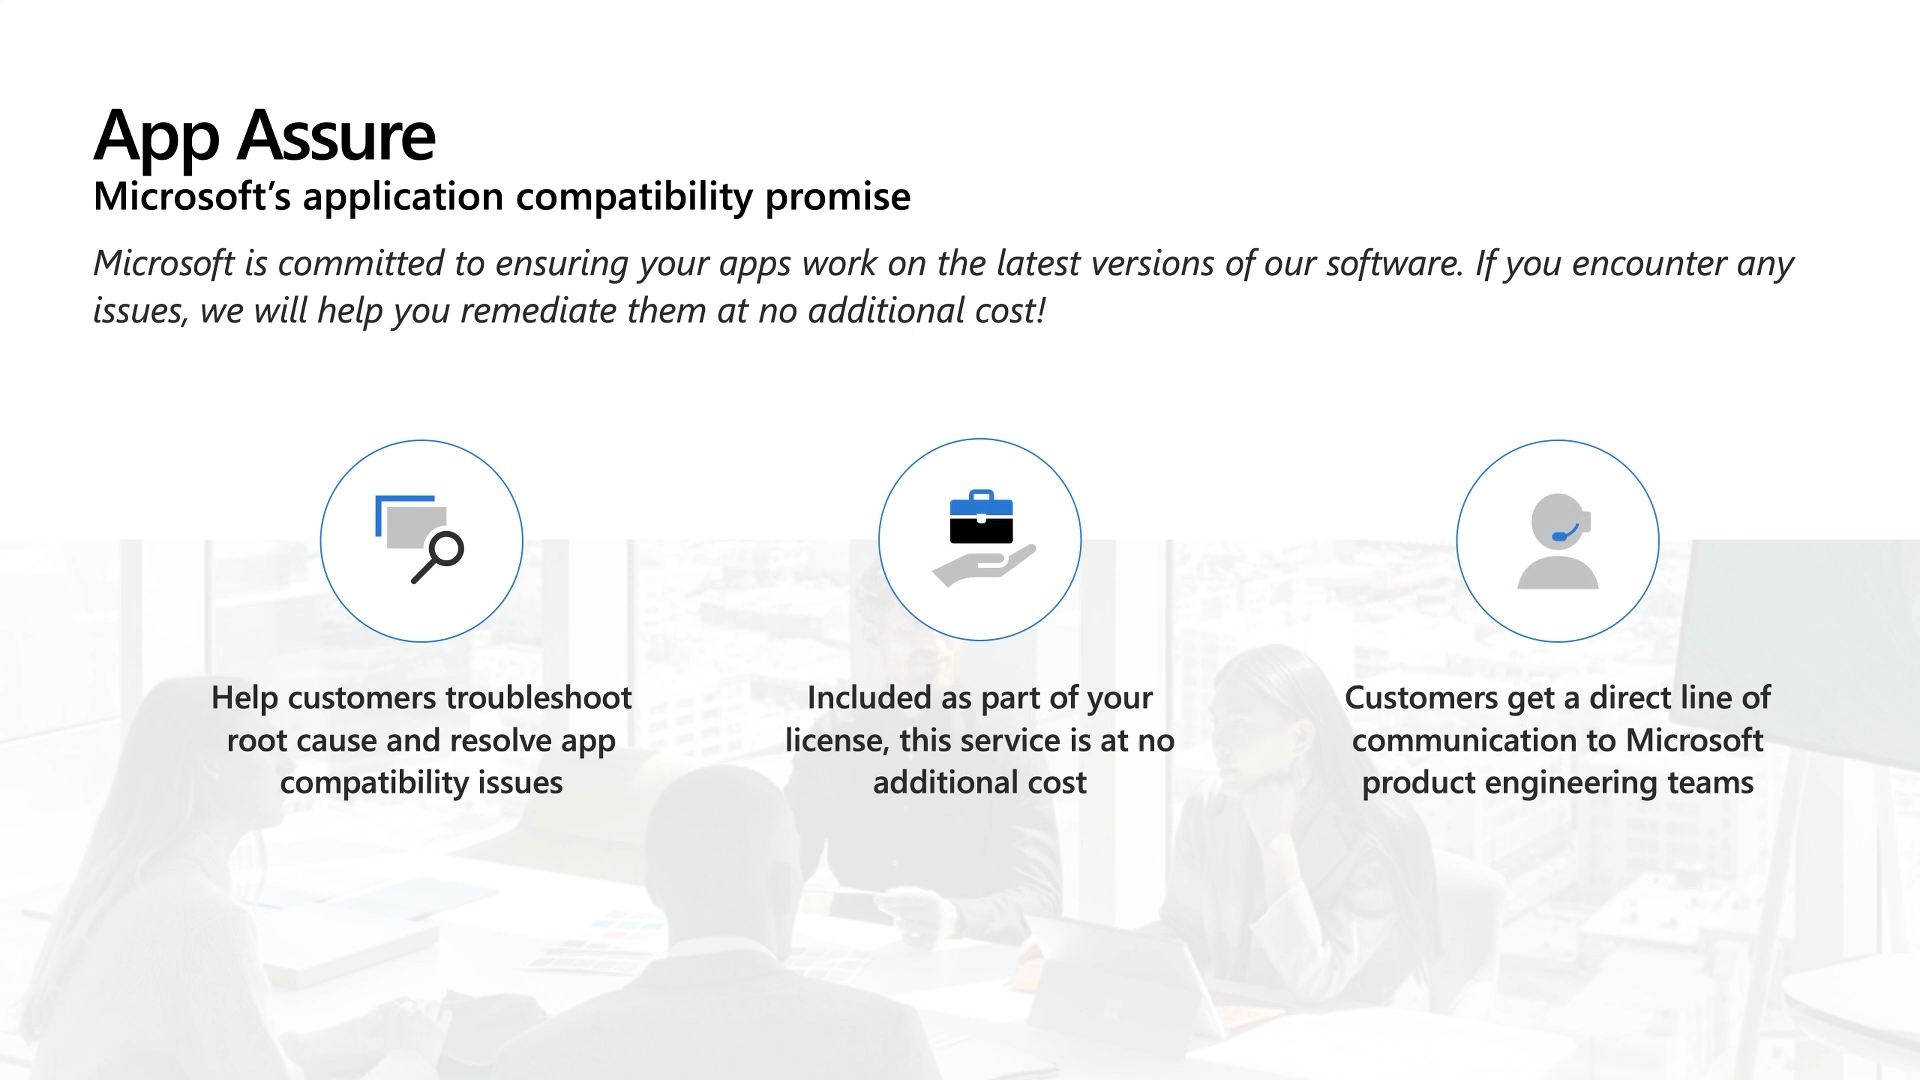 App Assure
Microsoft’s application compatibility promise
Microsoft is committed to ensuring your apps work on the latest versions of our software. If you encounter any
issues, we will help you remediate them at no additional cost!
Help customers troubleshoot
root cause and resolve app
compatibility issues
Included as part of your
license, this service is at no
additional cost
Customers get a direct line of
communication to Microsoft
product engineering teams